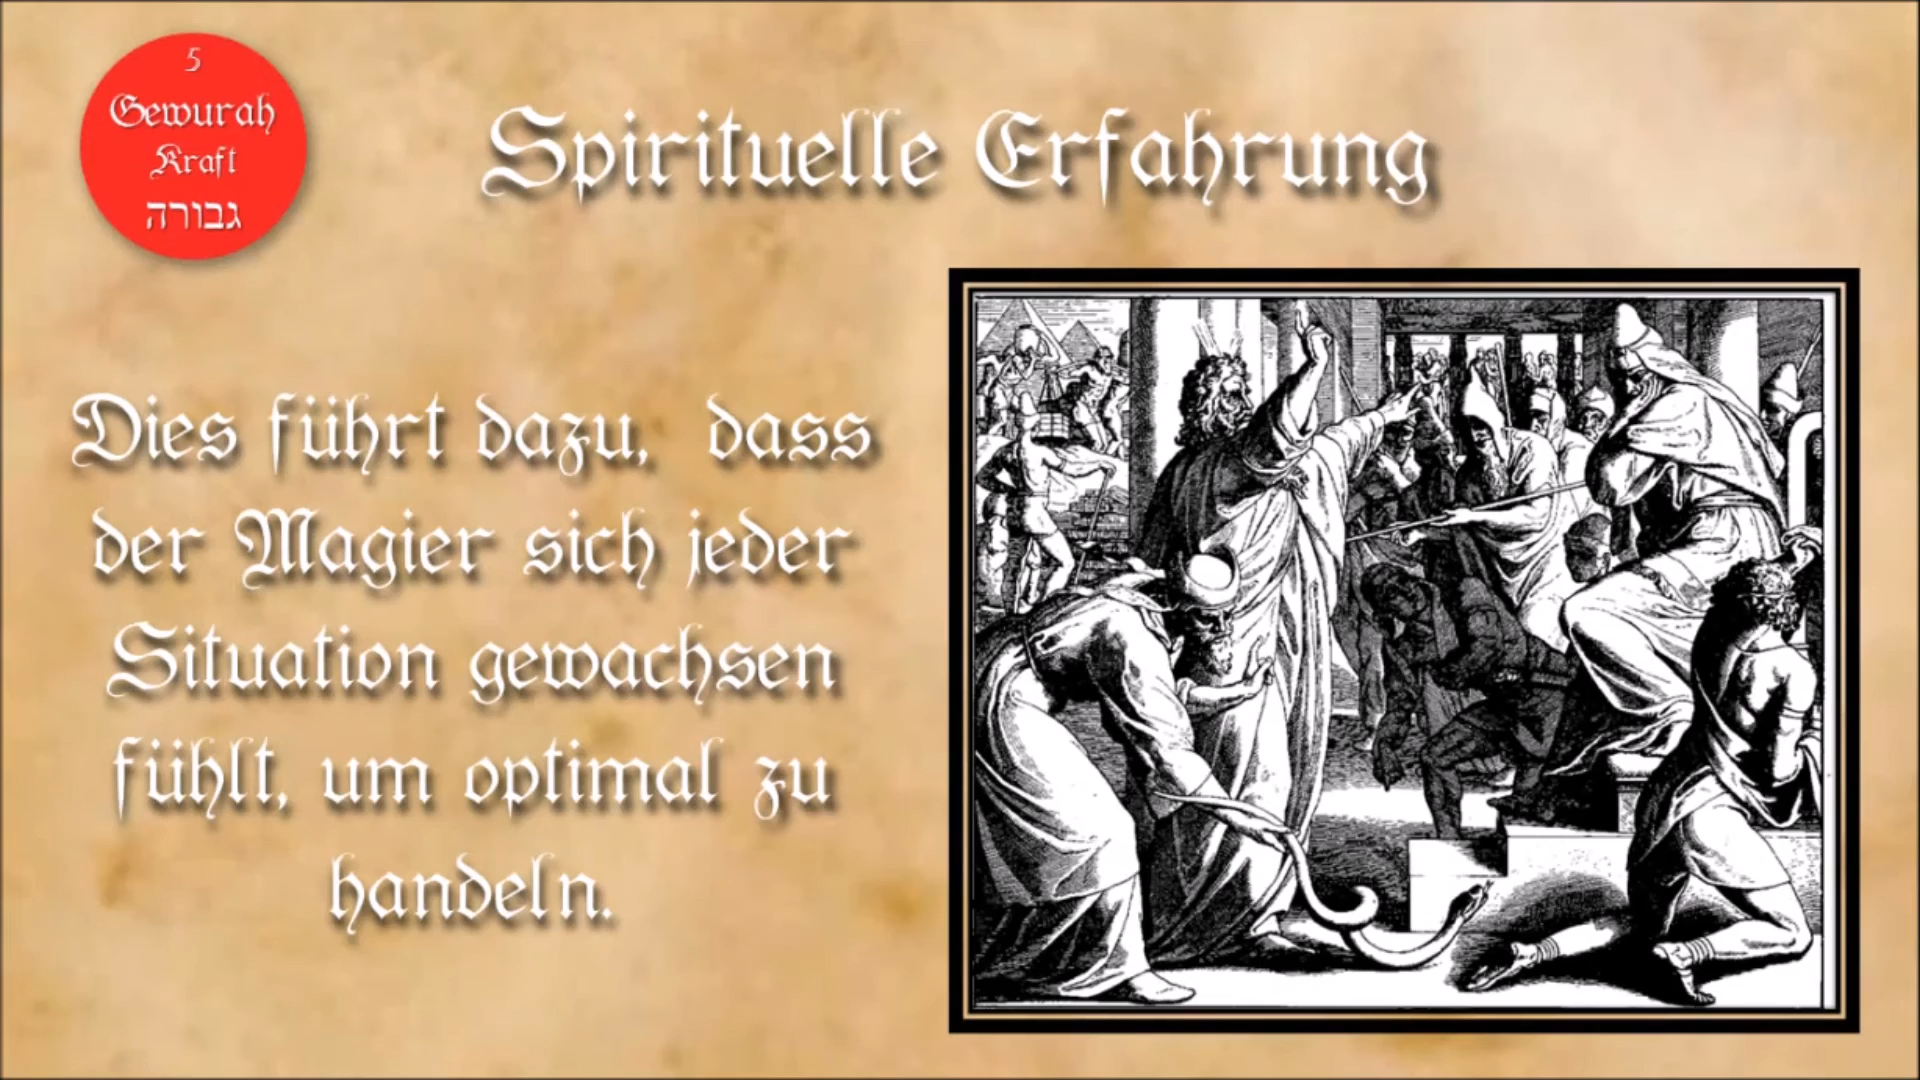 5
Gewurah
Kraft
גבורה
Spirituelle Erfahrung
Dies führt dazu, dass
der Magier sich jeder
Situation gewachsen
fühlt, um optimal zu
handeln.